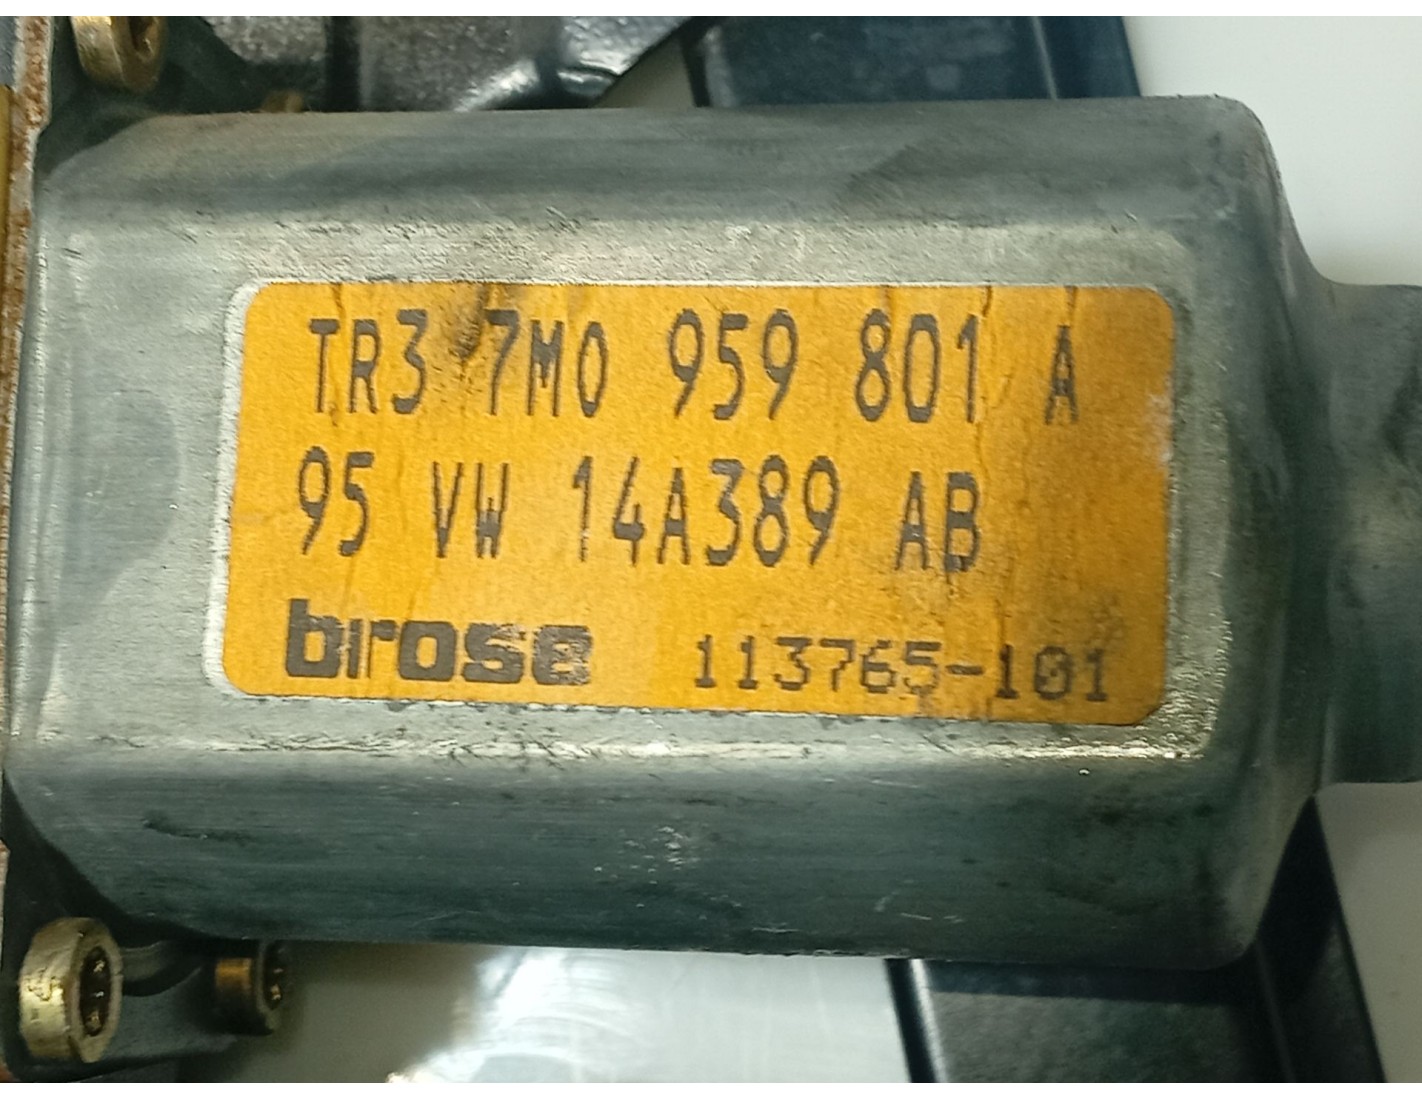 TR3 7M0 959 801 A
95 VW 14A389 AB
brose 113765-101